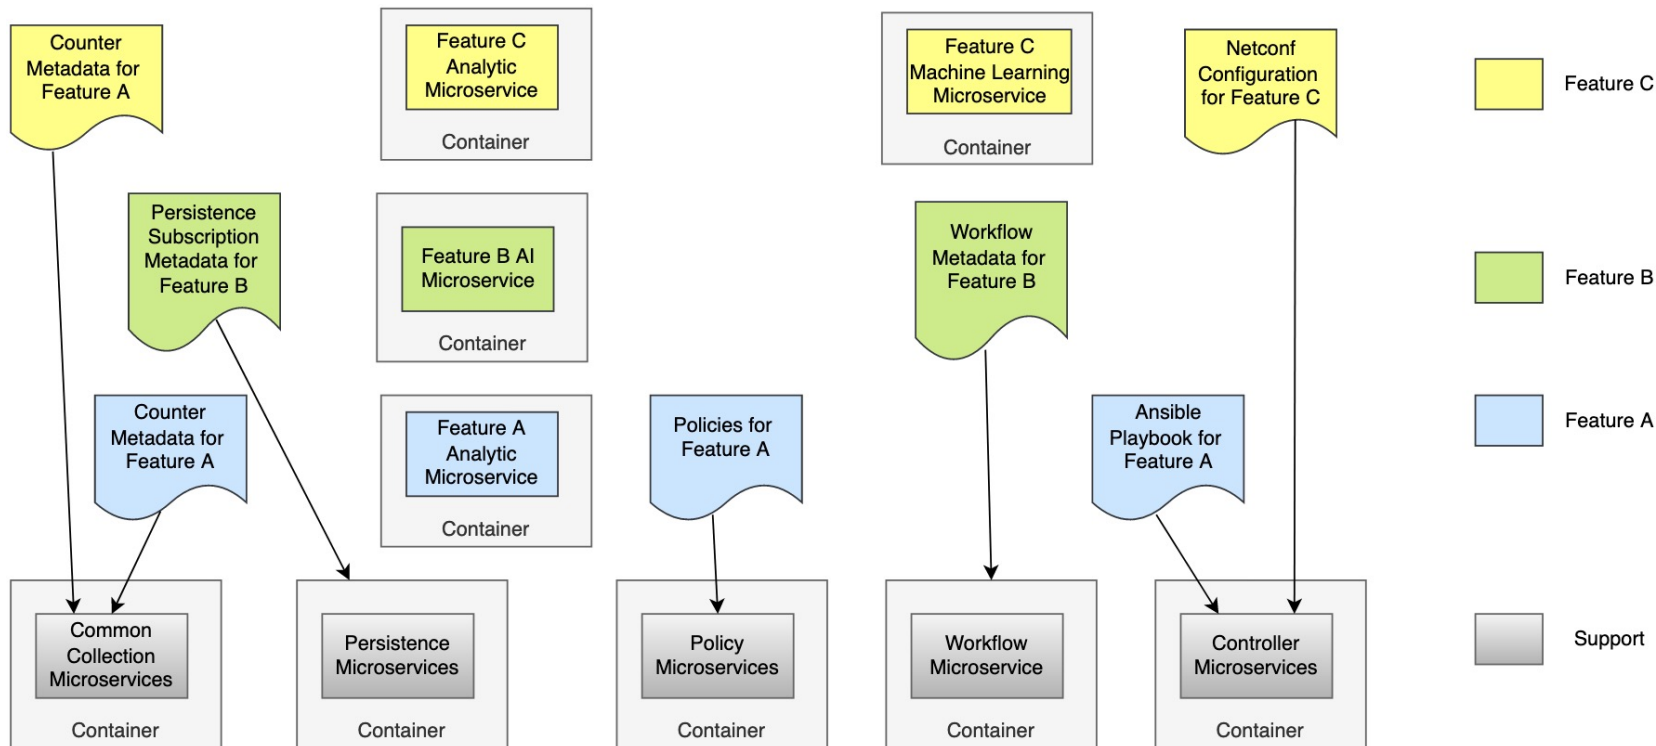 Counter
Metadata for
Feature A
Feature C
Analytic
Microservice
Container
Feature C
Machine Learning
Microservice
Container
Netconf
Configuration
for Feature C
Feature C
Persistence
Subscription
Metadata for
Feature B
Feature B AI
Microservice
Container
Workflow
Metadata for
Feature B
Feature B
Counter
Metadata for
Feature A
Feature A
Analytic
Microservice
Container
Policies for
Feature A
Ansible
Playbook for
Feature A
Feature A
Common
Collection
Microservices
Container
Persistence
Microservices
Container
Policy
Microservices
Container
Workflow
Microservice
Container
Controller
Microservices
Container
Support